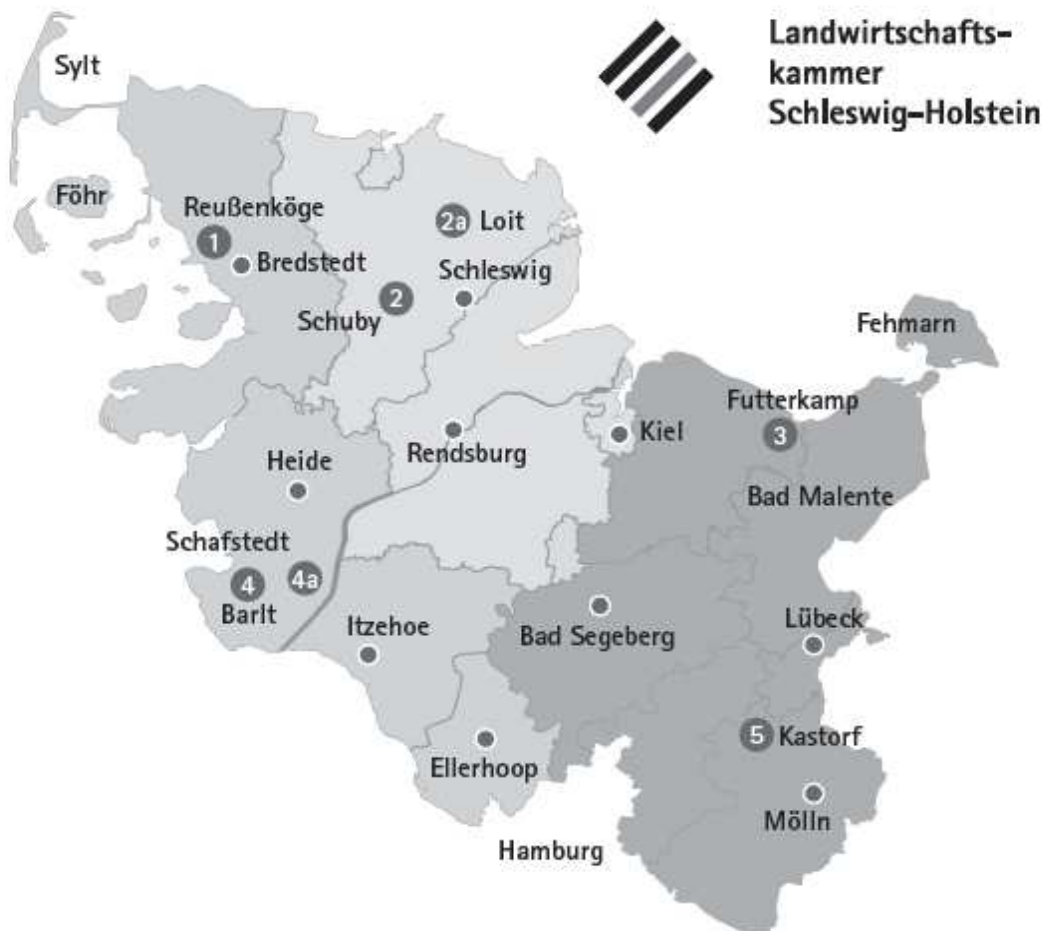 Landwirtschafts-
kammer
Schleswig-Holstein
Sylt
Föhr
Reußenköge
1
Bredstedt
2a Loit
Schleswig
2
Schuby
Fehmarn
Futterkamp
3
Kiel
Rendsburg
Heide
Bad Malente
Schafstedt
4 4a
Barlt
Itzehoe
Bad Segeberg
Lübeck
5 Kastorf
Ellerhoop
Mölln
Hamburg